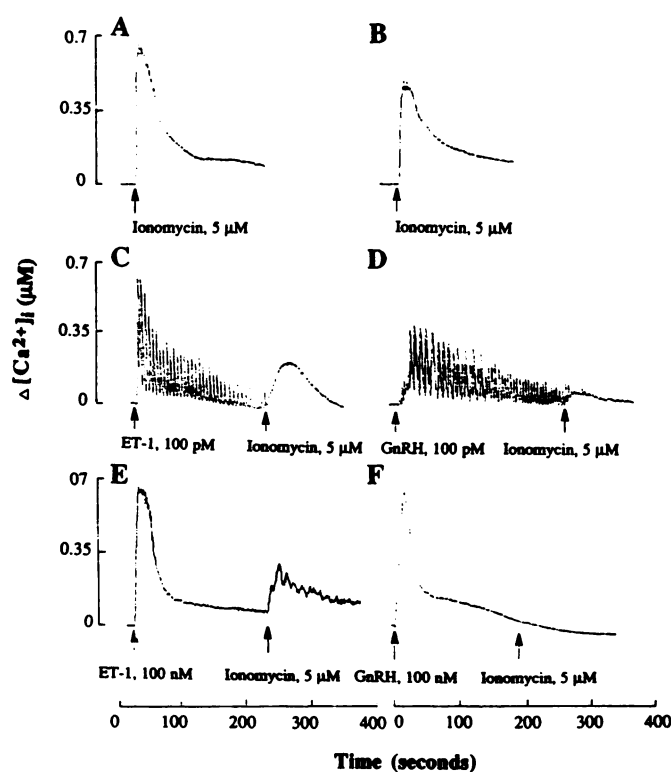 A
B
0.7
0.35
0
Ionomycin, 5 μM
Ionomycin, 5 μM
C
D
0.7
0.35
0
Δ [Ca2+]i (μM)
ET-1, 100 pM
Ionomycin, 5 μM
GnRH, 100 pM
Ionomycin, 5 μM
E
F
07
0.35
0
ET-1, 100 nM
Ionomycin, 5 μM
GnRH, 100 nM
Ionomycin, 5 μM
0 100 200 300 400 0 100 200 300 400
Time (seconds)